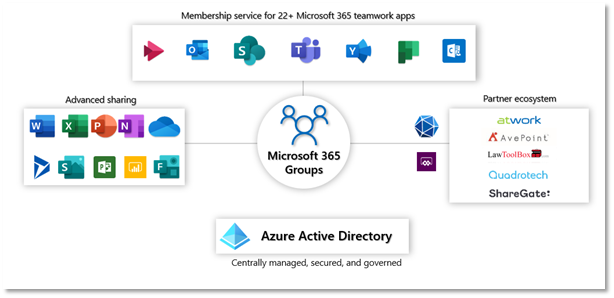 Membership service for 22+ Microsoft 365 teamwork apps
Advanced sharing
Partner ecosystem
W X P N
Microsoft 365
Groups
atwork
AvePoint
LawToolBox
Quadrotech
ShareGate:
Azure Active Directory
Centrally managed, secured, and governed